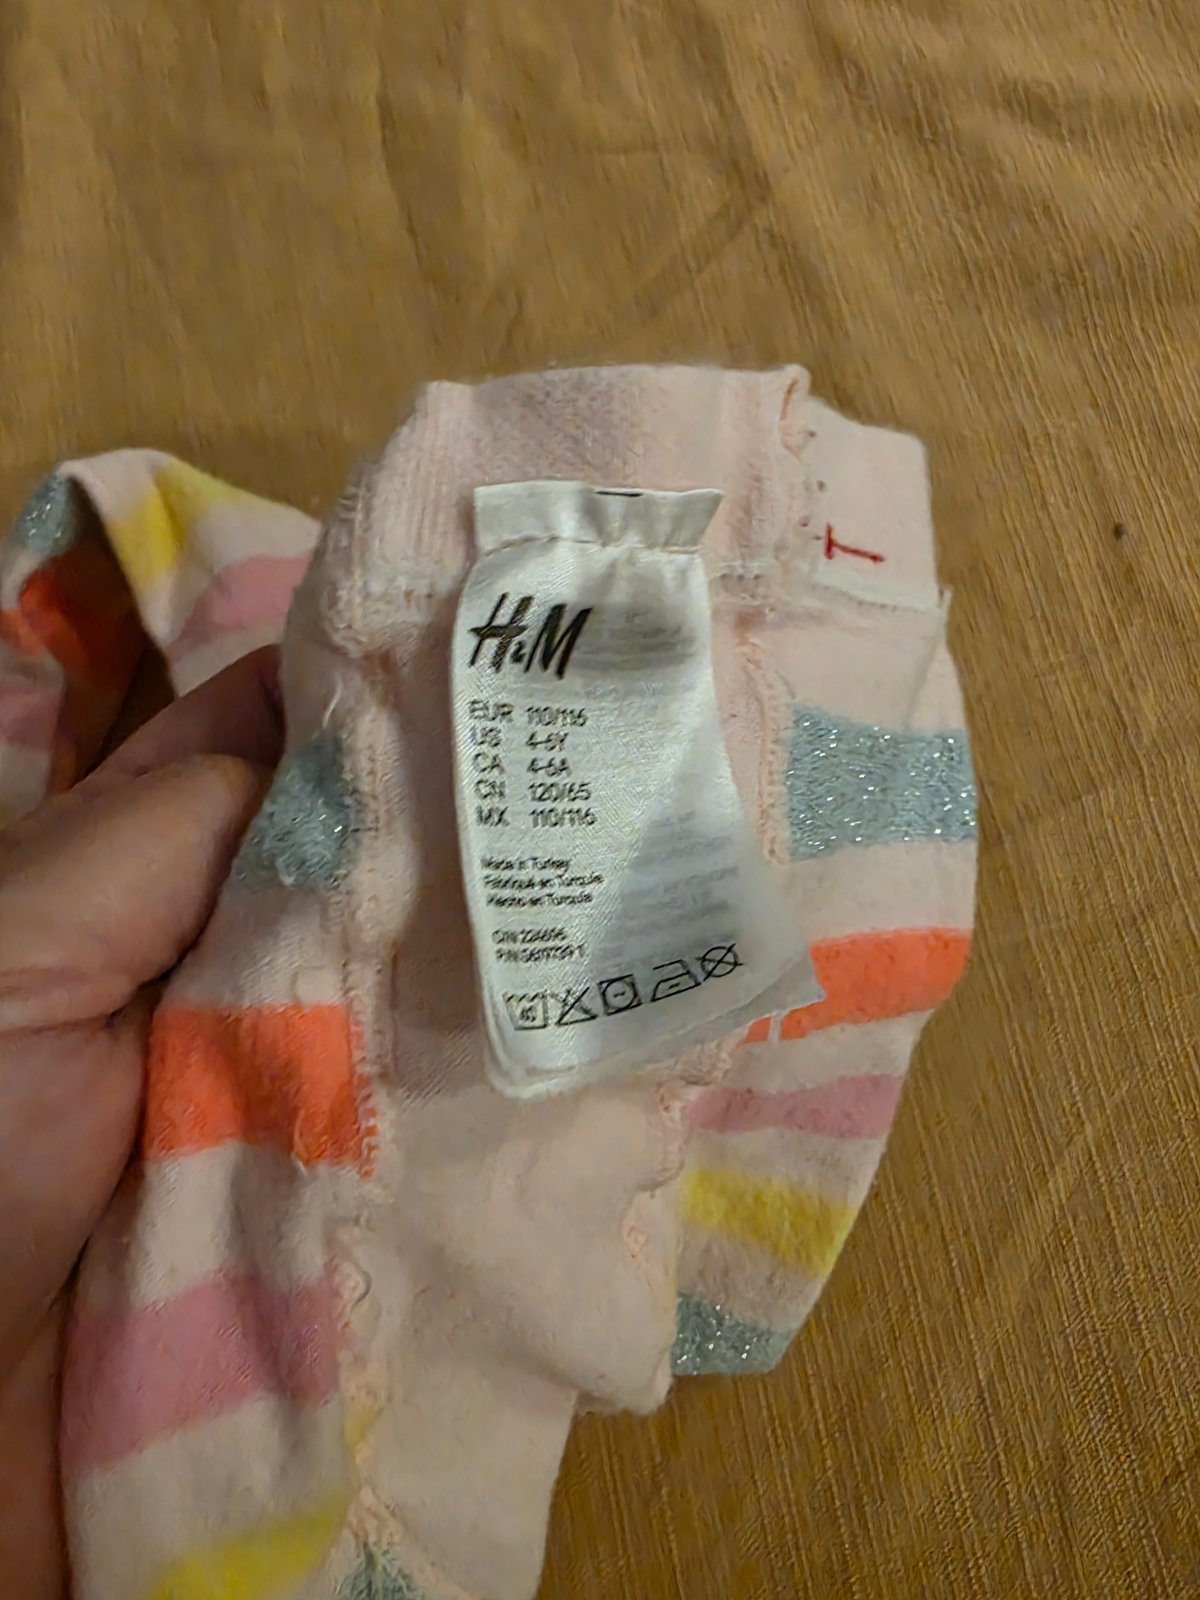 H&M
EUR 110/116
US 4-6Y
CA 4-6A
CN 120/65
MX 110/116
Made in Turkey
Fabriqué en Turquie
Hecho en Turquía
40